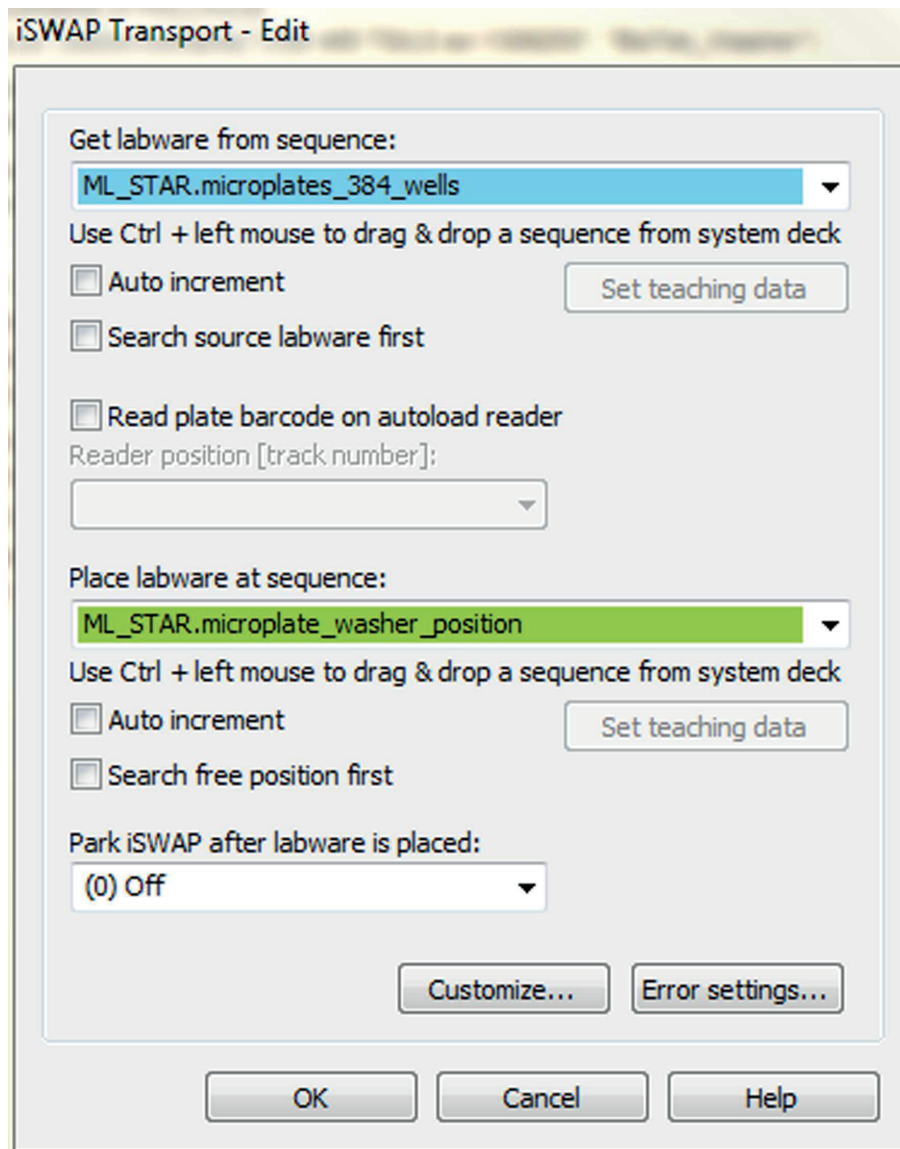 iSWAP Transport - Edit
Get labware from sequence:
ML_STAR.microplates_384_wells
Use Ctrl + left mouse to drag & drop a sequence from system deck
Auto increment
Set teaching data
Search source labware first
Read plate barcode on autoload reader
Reader position [track number]:
Place labware at sequence:
ML_STAR.microplate_washer_position
Use Ctrl + left mouse to drag & drop a sequence from system deck
Auto increment
Set teaching data
Search free position first
Park iSWAP after labware is placed:
(0) Off
Customize...
Error settings...
OK
Cancel
Help